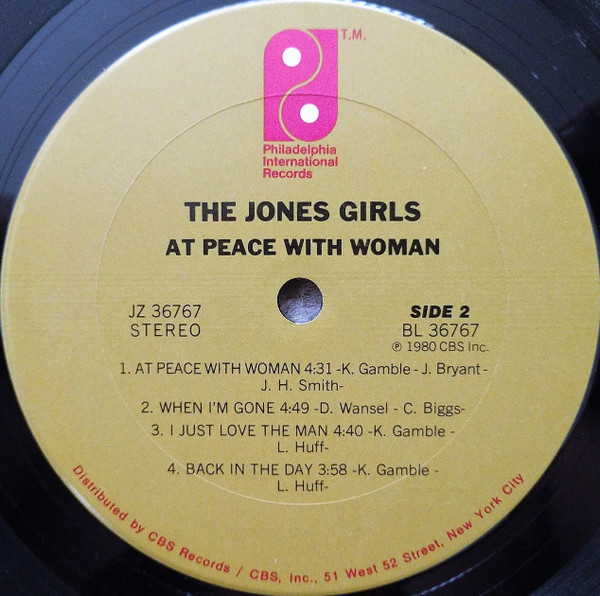 T.M.
Philadelphia
International
Records
THE JONES GIRLS
AT PEACE WITH WOMAN
JZ 36767
STEREO
SIDE 2
BL 36767
℗ 1980 CBS Inc.
1. AT PEACE WITH WOMAN 4:31 -K. Gamble - J. Bryant -
J. H. Smith-
2. WHEN I'M GONE 4:49 -D. Wansel - C. Biggs-
3. I JUST LOVE THE MAN 4:40 -K. Gamble -
L. Huff-
4. BACK IN THE DAY 3:58 -K. Gamble -
L. Huff-
Distributed by CBS Records / CBS, Inc., 51 West 52 Street, New York City